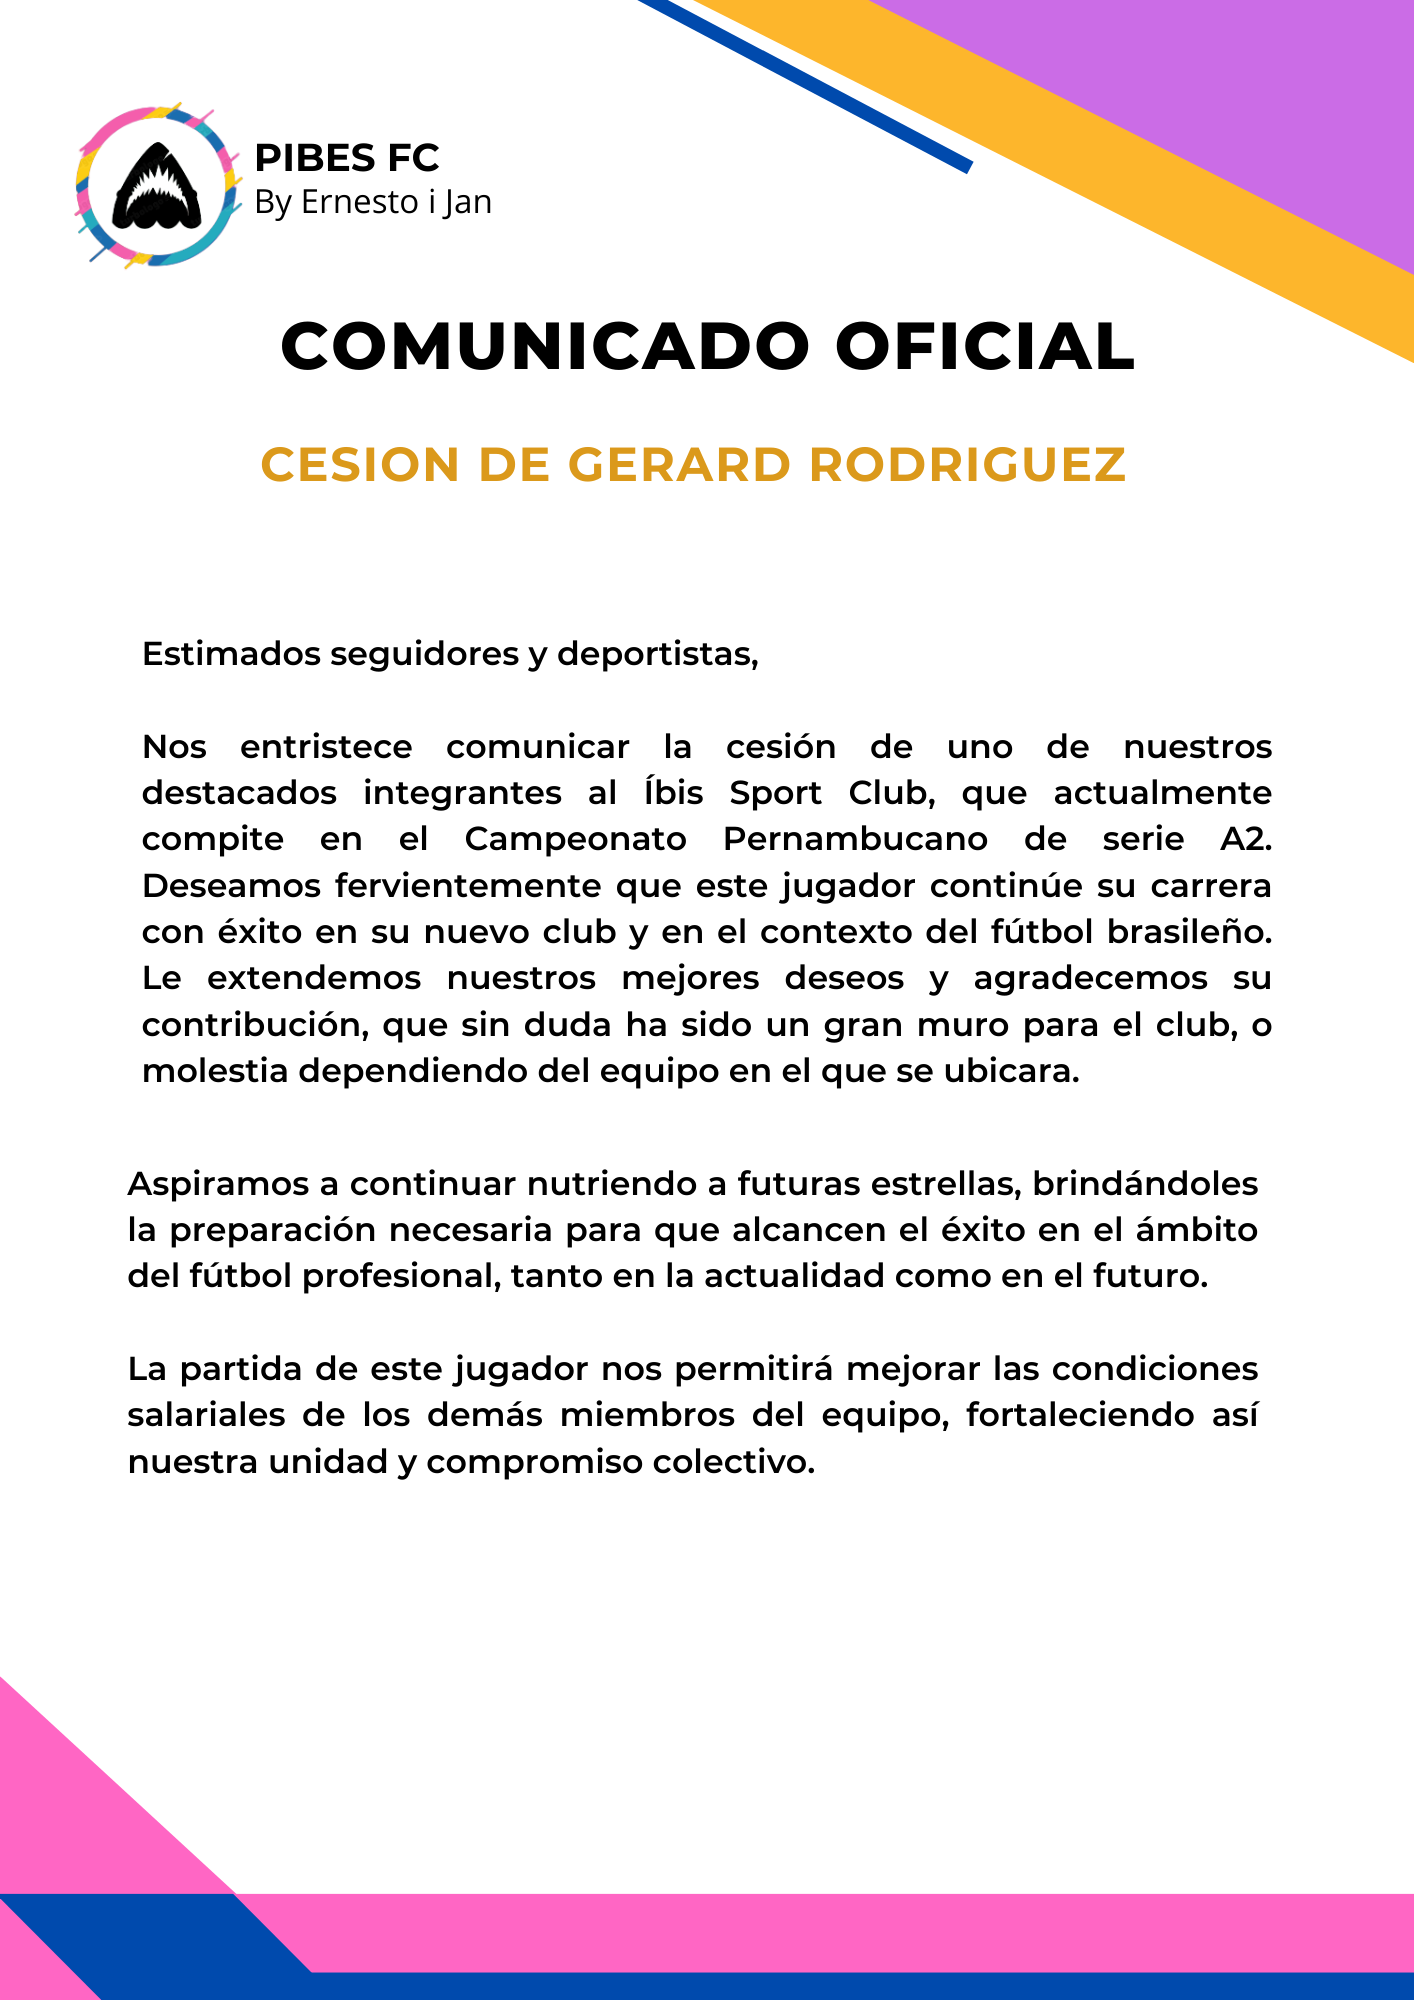 PIBES FC
By Ernesto i Jan
COMUNICADO OFICIAL
CESION DE GERARD RODRIGUEZ
Estimados seguidores y deportistas,
Nos entristece comunicar la cesión de uno de nuestros
destacados integrantes al Íbis Sport Club, que actualmente
compite en el Campeonato Pernambucano de serie A2.
Deseamos fervientemente que este jugador continúe su carrera
con éxito en su nuevo club y en el contexto del fútbol brasileño.
Le extendemos nuestros mejores deseos y agradecemos su
contribución, que sin duda ha sido un gran muro para el club, o
molestia dependiendo del equipo en el que se ubicara.
Aspiramos a continuar nutriendo a futuras estrellas, brindándoles
la preparación necesaria para que alcancen el éxito en el ámbito
del fútbol profesional, tanto en la actualidad como en el futuro.
La partida de este jugador nos permitirá mejorar las condiciones
salariales de los demás miembros del equipo, fortaleciendo así
nuestra unidad y compromiso colectivo.